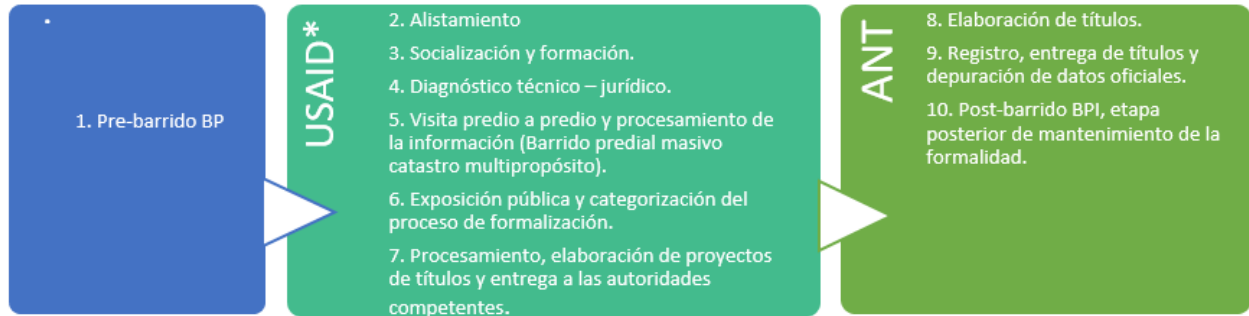 .
1. Pre-barrido BP
USAID*
2. Alistamiento
3. Socialización y formación.
4. Diagnóstico técnico – jurídico.
5. Visita predio a predio y procesamiento de
la información (Barrido predial masivo
catastro multipropósito).
6. Exposición pública y categorización del
proceso de formalización.
7. Procesamiento, elaboración de proyectos
de títulos y entrega a las autoridades
competentes.
ANT
8. Elaboración de títulos.
9. Registro, entrega de títulos y
depuración de datos oficiales.
10. Post-barrido BPI, etapa
posterior de mantenimiento de la
formalidad.